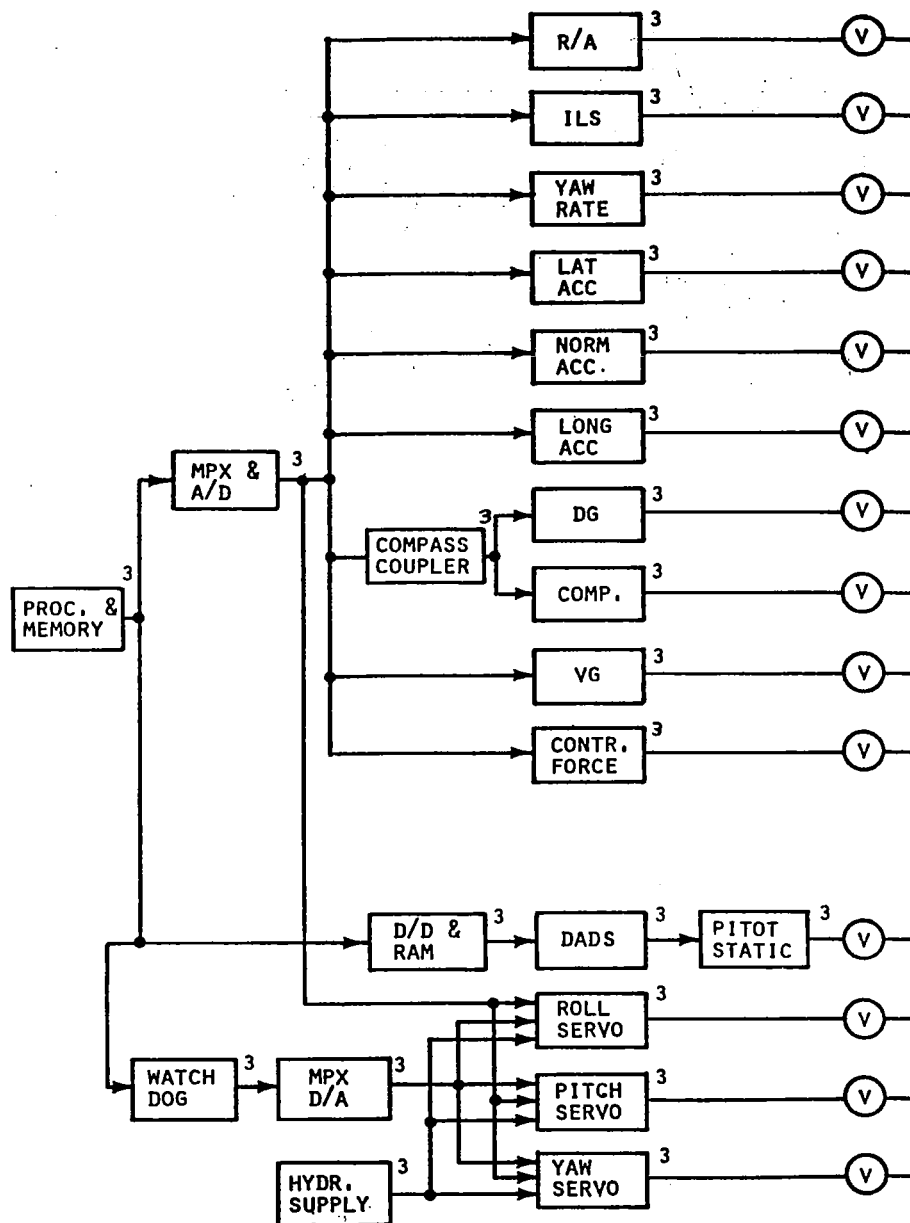 3
R/A
V
3
ILS
V
3
YAW
RATE
V
3
LAT
ACC
V
3
NORM
ACC.
V
3
LONG
ACC
V
3
MPX &
A/D
3
DG
V
3
COMPASS
COUPLER
3
COMP.
V
3
PROC. &
MEMORY
3
VG
V
3
CONTR.
FORCE
V
3
D/D &
RAM
3
DADS
3
PITOT
STATIC
V
3
ROLL
SERVO
V
3
WATCH
DOG
3
MPX
D/A
3
PITCH
SERVO
V
3
HYDR.
SUPPLY
3
YAW
SERVO
V